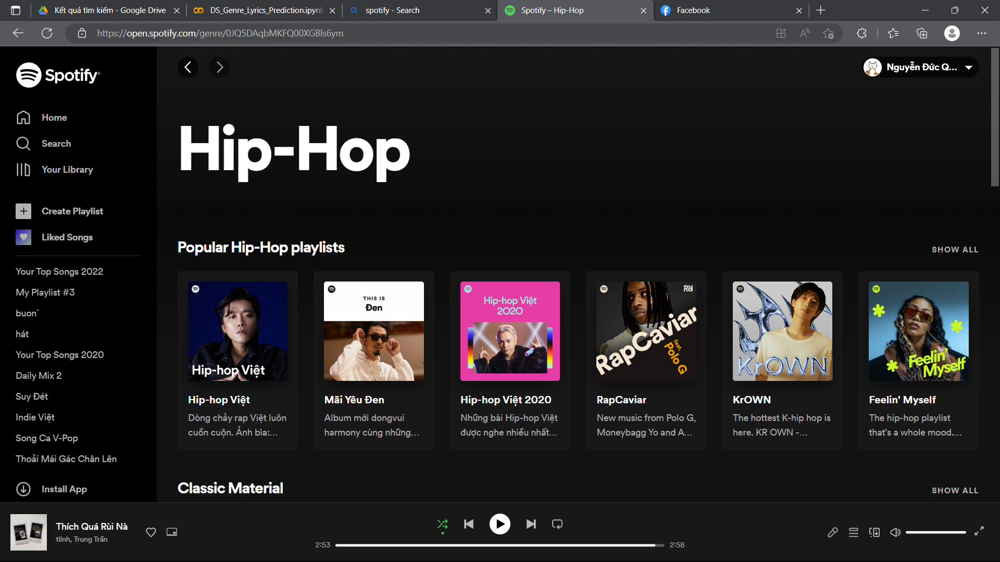 Kết quả tìm kiếm - Google Drive
DS_Genre_Lyrics_Prediction.ipynb
spotify - Search
Spotify – Hip-Hop
Facebook
https://open.spotify.com/genre/0JQ5DAqbMKFQ00XGBls6ym
Spotify
Nguyễn Đức Q...
Home
Search
Your Library
Create Playlist
Liked Songs
Your Top Songs 2022
My Playlist #3
buon`
hát
Your Top Songs 2020
Daily Mix 2
Suy Đét
Indie Việt
Song Ca V-Pop
Thoải Mái Gác Chân Lên
Install App
Hip-Hop
Popular Hip-Hop playlists
SHOW ALL
Hip-hop Việt
THIS IS
Đen
Hip-hop Việt
2020
RapCaviar
feat.
Polo G
KrOWN
Feelin'
Myself
Hip-hop Việt
Dòng chảy rap Việt luôn
cuồn cuộn. Ảnh bìa:...
Mãi Yêu Đen
Album mới dongvui
harmony cùng những...
Hip-hop Việt 2020
Những bài Hip-hop Việt
được nghe nhiều nhất...
RapCaviar
New music from Polo G,
Moneybagg Yo and A...
KrOWN
The hottest K-hip hop is
here. KR OWN -...
Feelin' Myself
The hip-hop playlist
that's a whole mood....
Classic Material
SHOW ALL
Thích Quá Rùi Nà
tlinh, Trung Trần
2:53
2:58